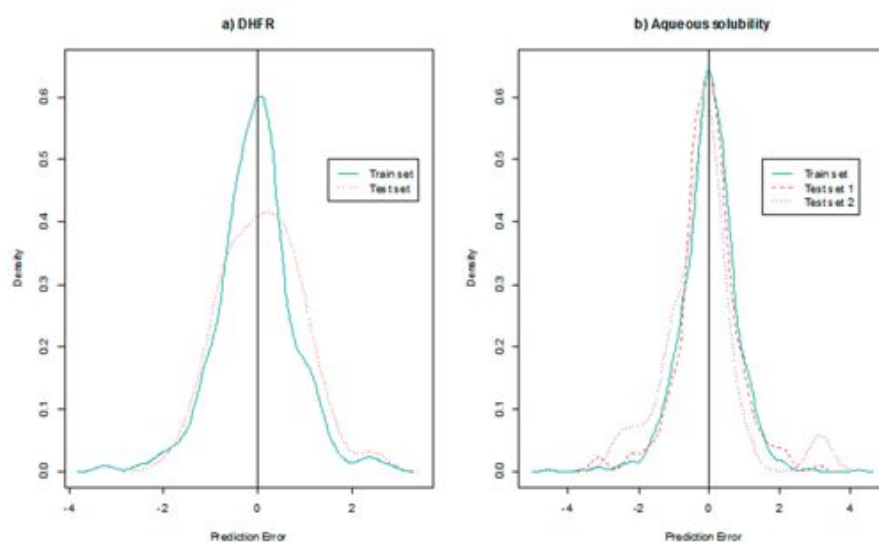 a) DHFR
Density
0.0 0.1 0.2 0.3 0.4 0.5 0.6
Train set
Test set
-4 -2 0 2
Prediction Error
b) Aqueous solubility
Density
0.0 0.1 0.2 0.3 0.4 0.5 0.6
Train set
Test set 1
Test set 2
-4 -2 0 2 4
Prediction Error